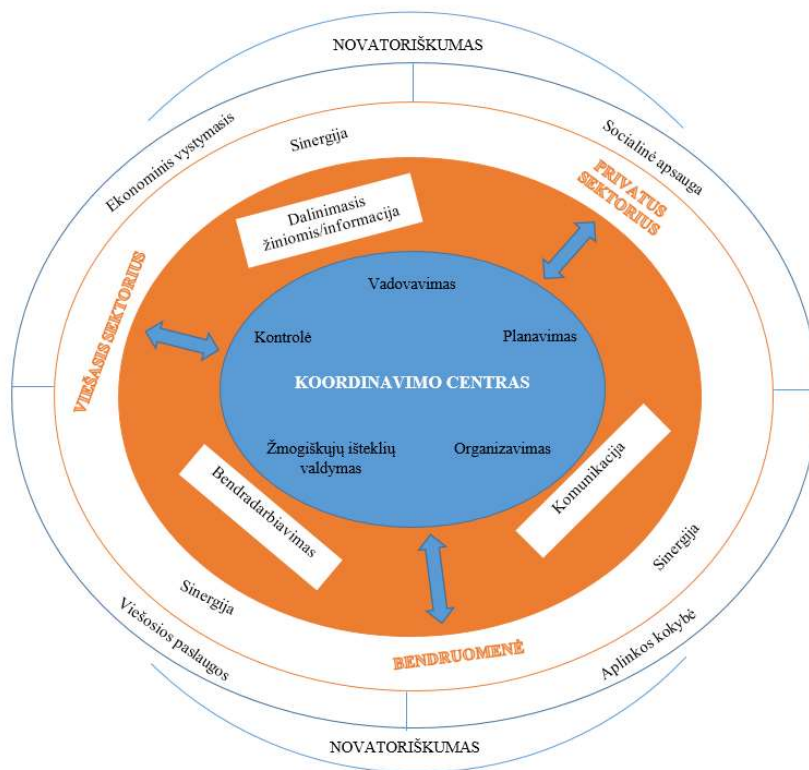 NOVATORIŠKUMAS
Ekonominis vystymasis
Sinergija
Socialinė apsauga
PRIVATUS
SEKTORIUS
Dalinimasis
žiniomis/informacija
VIEŠASIS SEKTORIUS
Vadovavimas
Kontrolė
Planavimas
KOORDINAVIMO CENTRAS
Žmogiškųjų išteklių
valdymas
Organizavimas
Bendradarbiavimas
Komunikacija
Sinergija
Sinergija
Viešosios paslaugos
BENDRUOMENĖ
Aplinkos kokybė
NOVATORIŠKUMAS